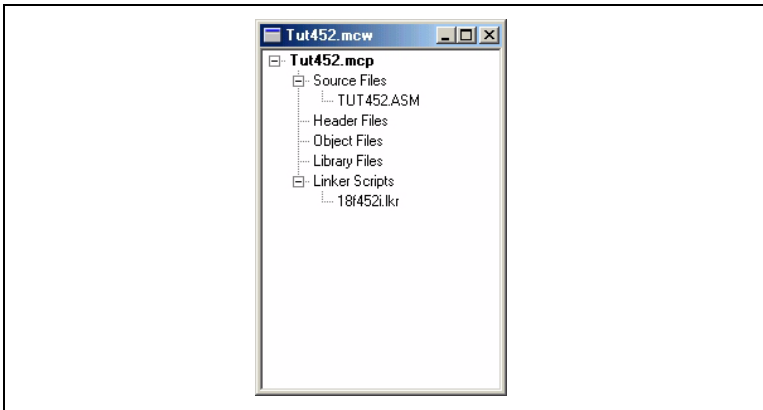 Tut452.mcw
Tut452.mcp
Source Files
TUT452.ASM
Header Files
Object Files
Library Files
Linker Scripts
18f452i.lkr